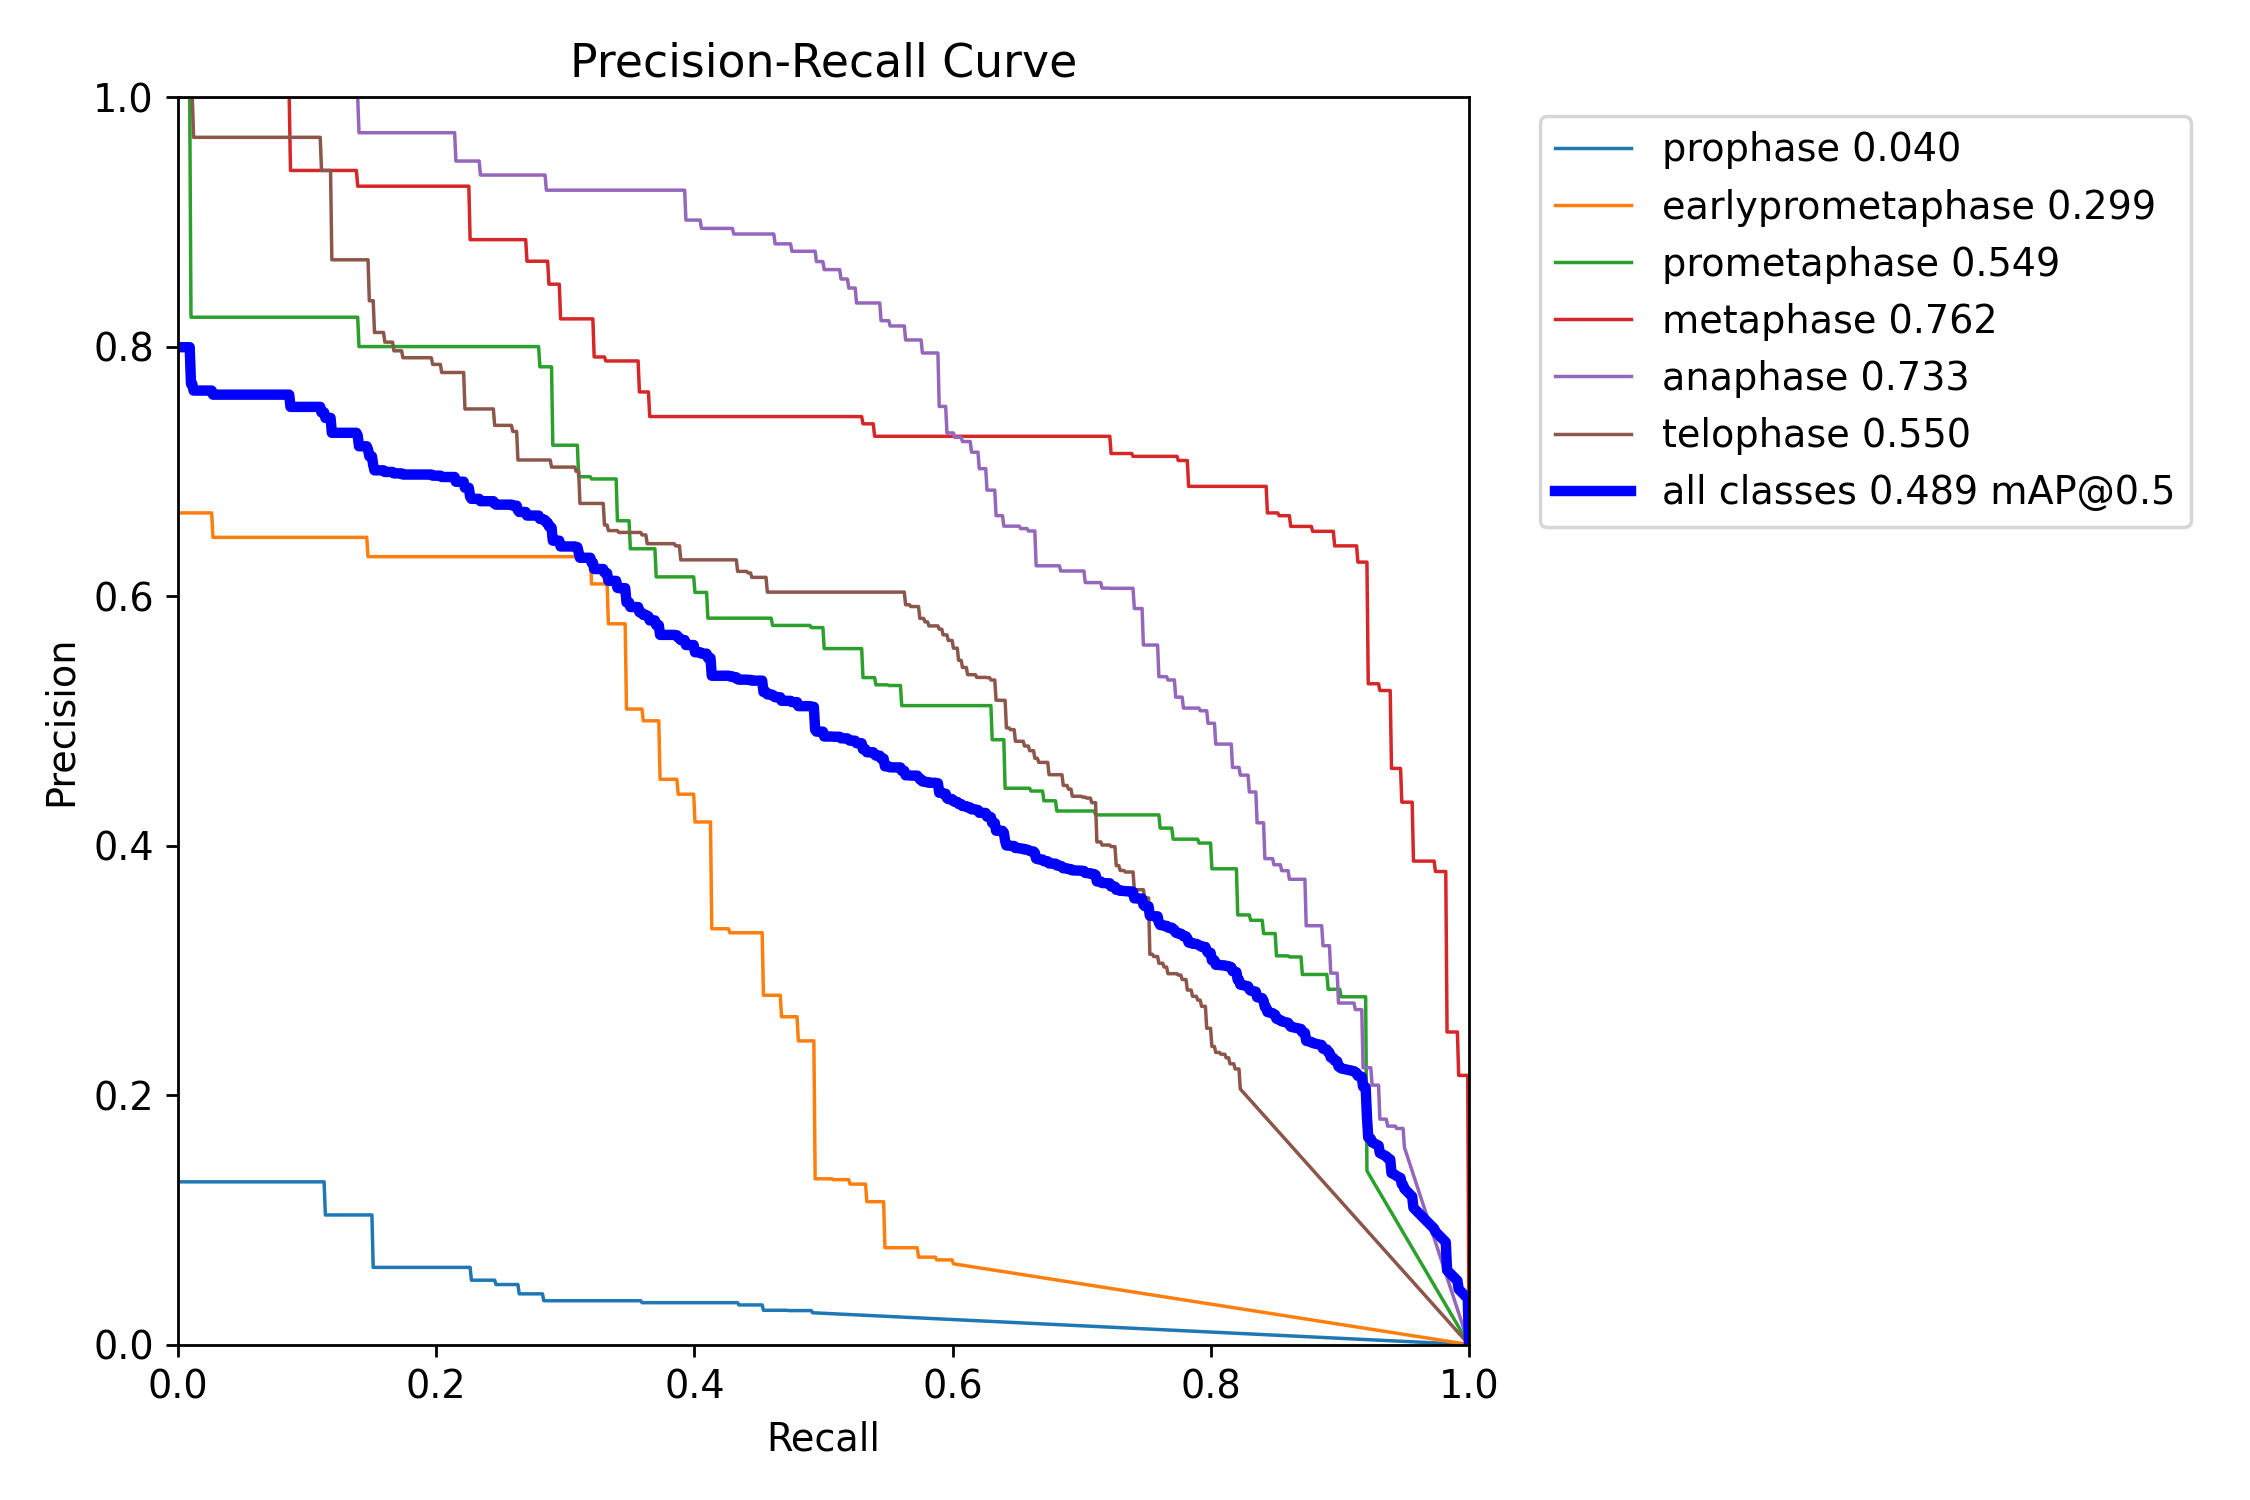 Precision-Recall Curve
1.0
0.8
0.6
0.4
0.2
0.0
Precision
0.0 0.2 0.4 0.6 0.8 1.0
Recall
prophase 0.040
earlyprometaphase 0.299
prometaphase 0.549
metaphase 0.762
anaphase 0.733
telophase 0.550
all classes 0.489 mAP@0.5